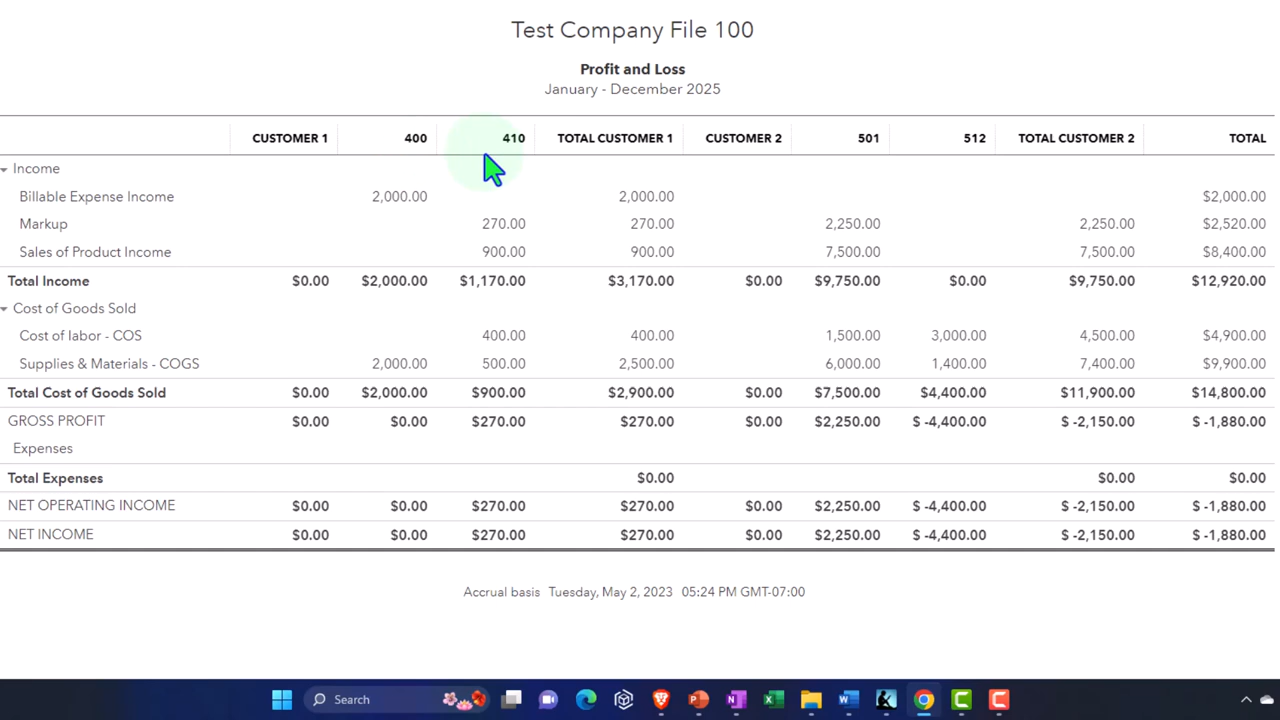 Test Company File 100
Profit and Loss
January - December 2025
CUSTOMER 1 400 410 TOTAL CUSTOMER 1 CUSTOMER 2 501 512 TOTAL CUSTOMER 2 TOTAL
Income
Billable Expense Income 2,000.00 2,000.00 $2,000.00
Markup 270.00 270.00 2,250.00 2,250.00 $2,520.00
Sales of Product Income 900.00 900.00 7,500.00 7,500.00 $8,400.00
Total Income $0.00 $2,000.00 $1,170.00 $3,170.00 $0.00 $9,750.00 $0.00 $9,750.00 $12,920.00
Cost of Goods Sold
Cost of labor - COS 400.00 400.00 1,500.00 3,000.00 4,500.00 $4,900.00
Supplies & Materials - COGS 2,000.00 500.00 2,500.00 6,000.00 1,400.00 7,400.00 $9,900.00
Total Cost of Goods Sold $0.00 $2,000.00 $900.00 $2,900.00 $0.00 $7,500.00 $4,400.00 $11,900.00 $14,800.00
GROSS PROFIT $0.00 $0.00 $270.00 $270.00 $0.00 $2,250.00 $ -4,400.00 $ -2,150.00 $ -1,880.00
Expenses
Total Expenses $0.00 $0.00 $0.00
NET OPERATING INCOME $0.00 $0.00 $270.00 $270.00 $0.00 $2,250.00 $ -4,400.00 $ -2,150.00 $ -1,880.00
NET INCOME $0.00 $0.00 $270.00 $270.00 $0.00 $2,250.00 $ -4,400.00 $ -2,150.00 $ -1,880.00
Accrual basis Tuesday, May 2, 2023 05:24 PM GMT-07:00
Search